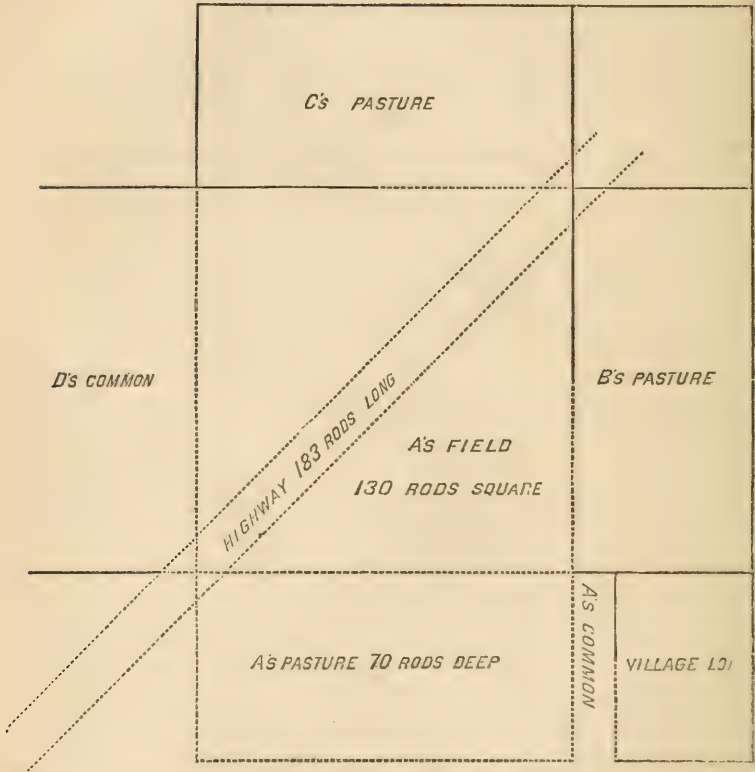 C's PASTURE
D's COMMON
B's PASTURE
HIGHWAY 183 RODS LONG
A's FIELD
130 RODS SQUARE
A's PASTURE 70 RODS DEEP
A's COMMON
VILLAGE